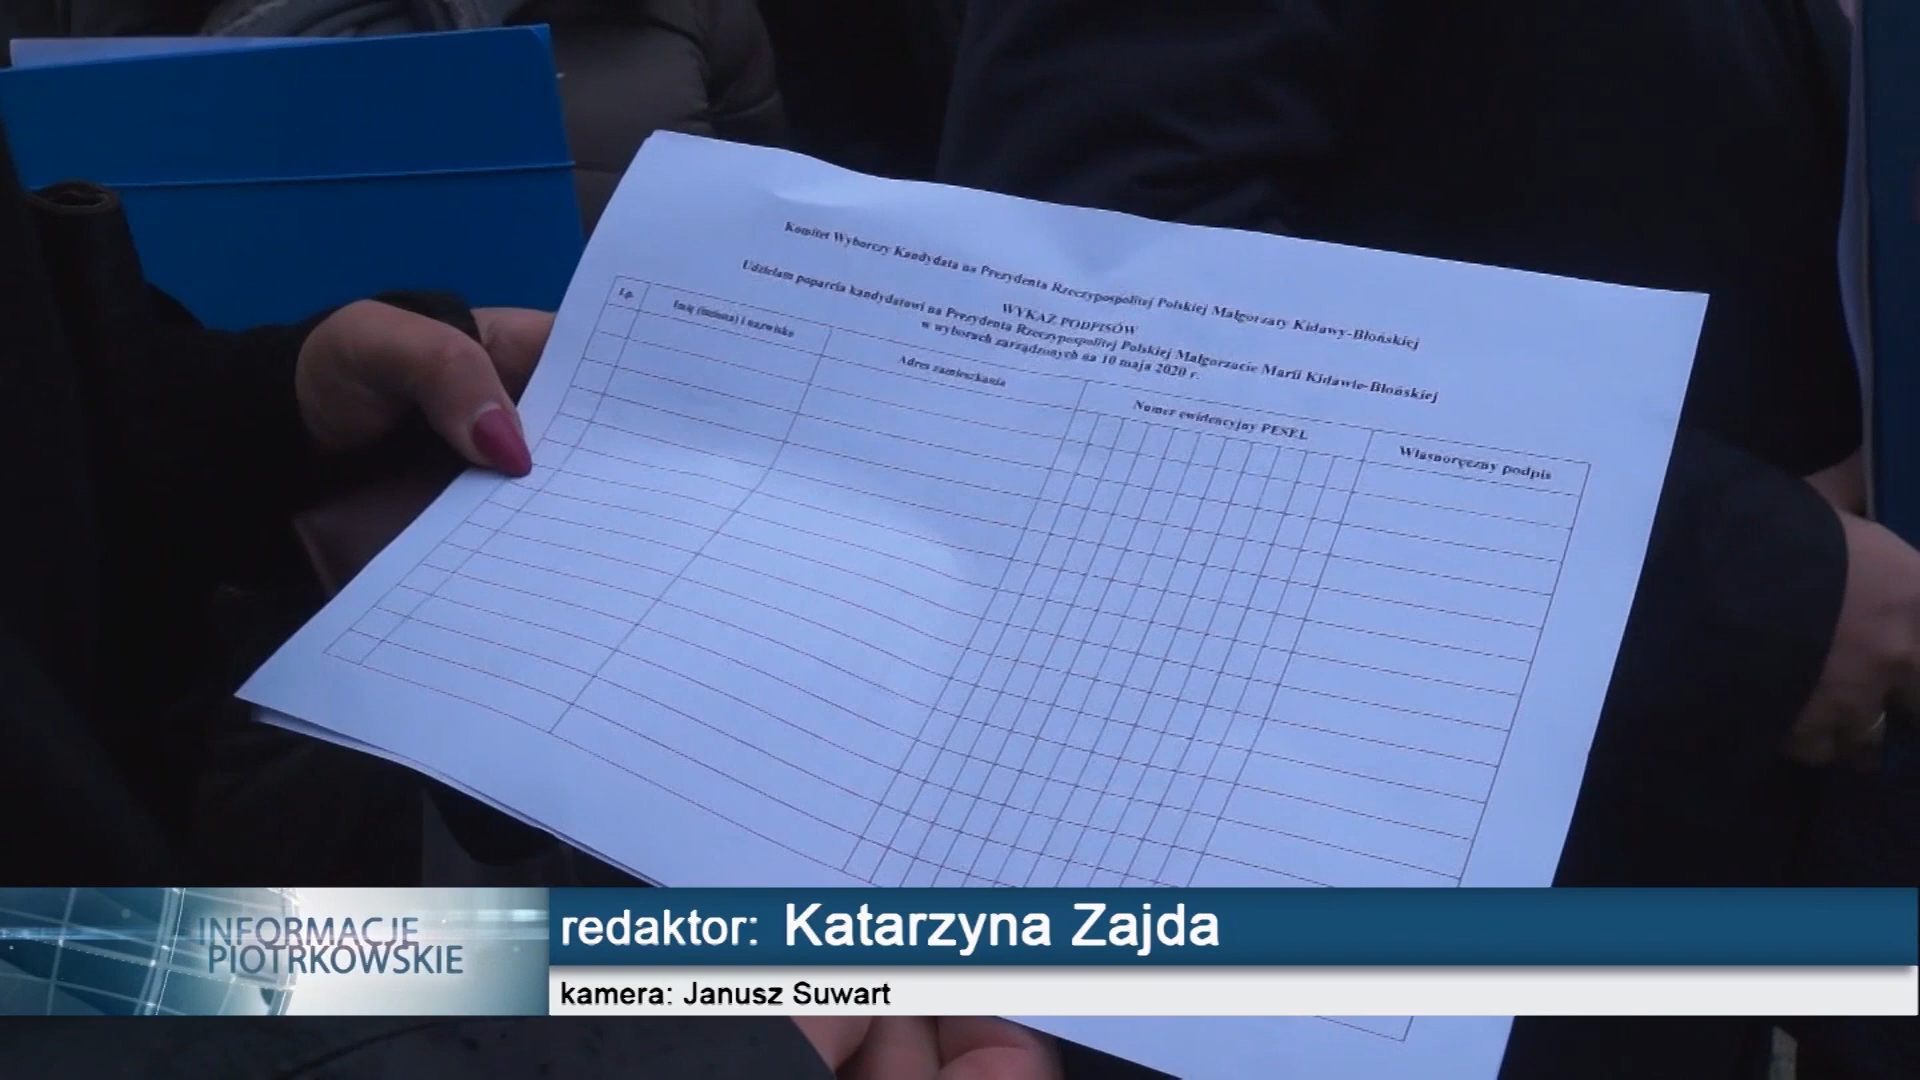 Komitet Wyborczy Kandydata na Prezydenta Rzeczypospolitej Polskiej Małgorzaty Kidawy-Błońskiej
WYKAZ PODPISÓW
Udzielam poparcia kandydatowi na Prezydenta Rzeczypospolitej Polskiej Małgorzacie Marii Kidawie-Błońskiej
w wyborach zarządzonych na 10 maja 2020 r.
Lp.
Imię (imiona) i nazwisko
Adres zamieszkania
Numer ewidencyjny PESEL
Własnoręczny podpis
INFORMACJE
PIOTRKOWSKIE
redaktor: Katarzyna Zajda
kamera: Janusz Suwart